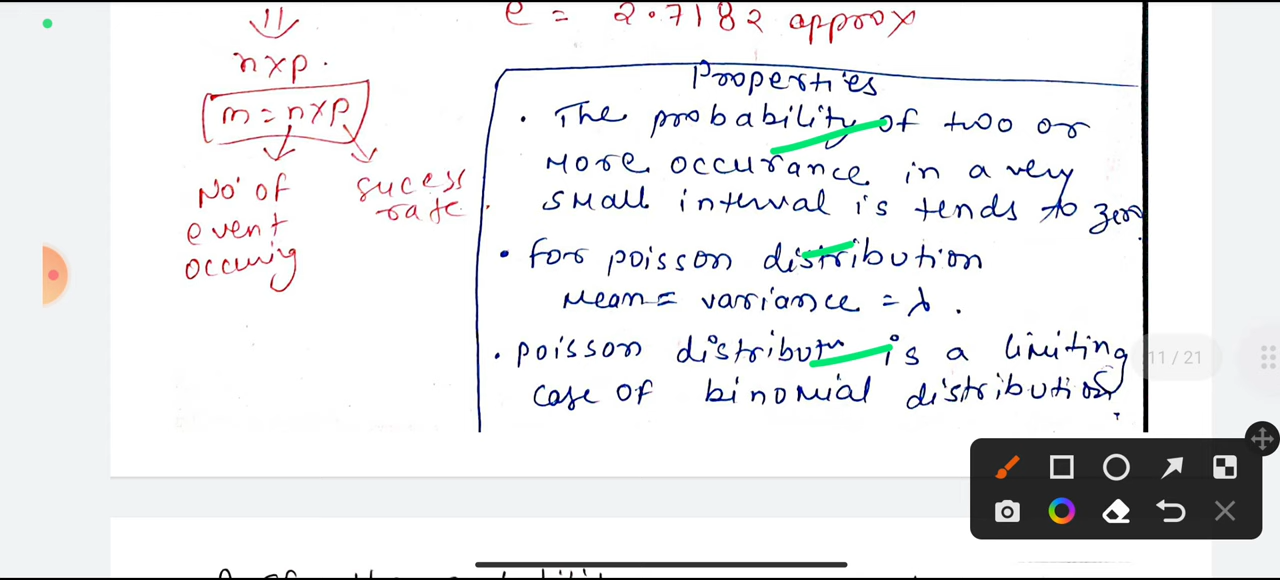 e = 2.7182 approx
n×p.
m = n×p
No' of
event
occuring
sucess
rate.
Properties
• The probability of two or
More occurance in a very
small interval is tends to zero
• for poisson distribution
Mean = variance = λ.
• poisson distributn is a limiting
case of binomial distribution.
11 / 21